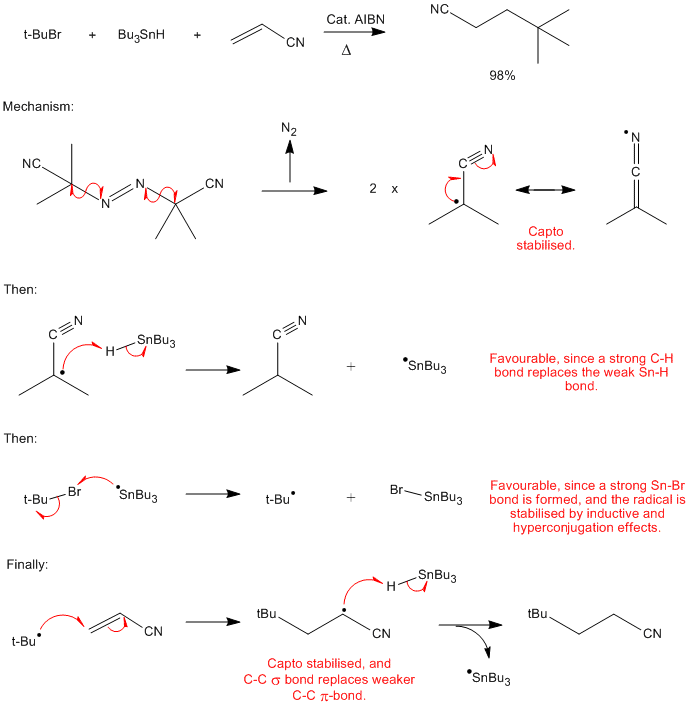 t-BuBr + Bu3SnH + CN Cat. AIBN Δ NC
98%
Mechanism:
NC N N CN N2 2 x C N •N C
Capto
stabilised.
Then:
C N H SnBu3 C N + •SnBu3
Favourable, since a strong C-H
bond replaces the weak Sn-H
bond.
Then:
t-Bu Br •SnBu3 t-Bu• + Br SnBu3
Favourable, since a strong Sn-Br
bond is formed, and the radical is
stabilised by inductive and
hyperconjugation effects.
Finally:
t-Bu• CN tBu • CN H SnBu3 •SnBu3 tBu CN
Capto stabilised, and
C-C σ bond replaces weaker
C-C π-bond.